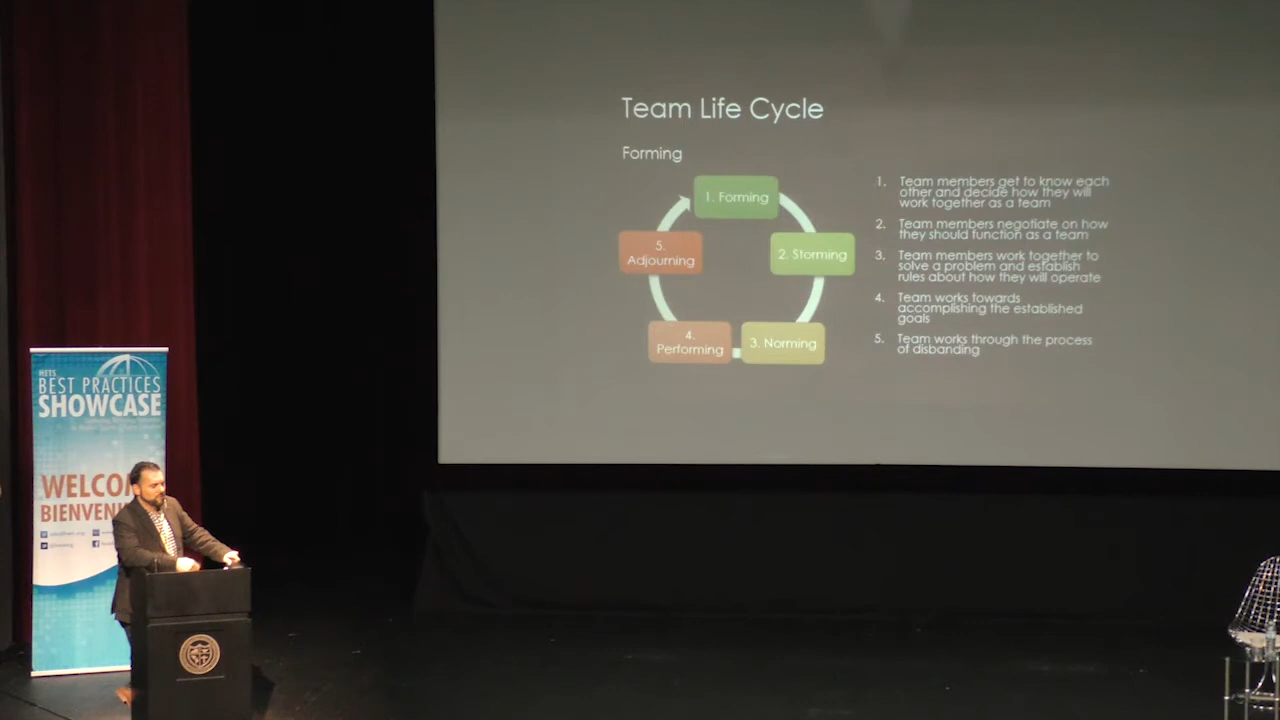 Team Life Cycle
Forming
1. Forming
2. Storming
3. Norming
4.
Performing
5.
Adjourning
1. Team members get to know each
other and decide how they will
work together as a team
2. Team members negotiate on how
they should function as a team
3. Team members work together to
solve a problem and establish
rules about how they will operate
4. Team works towards
accomplishing the established
goals
5. Team works through the process
of disbanding
HETS
BEST PRACTICES
SHOWCASE
WELCO
BIENVEN